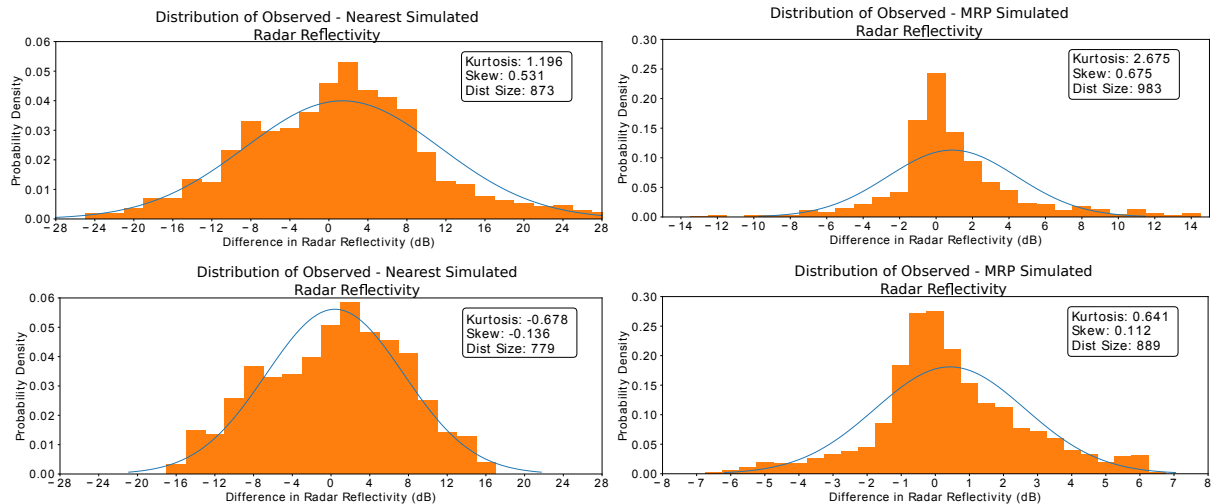 Distribution of Observed - Nearest Simulated
Radar Reflectivity
0.06
0.05
0.04
0.03
0.02
0.01
0.00
Probability Density
Kurtosis: 1.196
Skew: 0.531
Dist Size: 873
−28 −24 −20 −16 −12 −8 −4 0 4 8 12 16 20 24 28
Difference in Radar Reflectivity (dB)
Distribution of Observed - MRP Simulated
Radar Reflectivity
0.30
0.25
0.20
0.15
0.10
0.05
0.00
Probability Density
Kurtosis: 2.675
Skew: 0.675
Dist Size: 983
−14 −12 −10 −8 −6 −4 −2 0 2 4 6 8 10 12 14
Difference in Radar Reflectivity (dB)
Distribution of Observed - Nearest Simulated
Radar Reflectivity
0.06
0.05
0.04
0.03
0.02
0.01
0.00
Probability Density
Kurtosis: -0.678
Skew: -0.136
Dist Size: 779
−28 −24 −20 −16 −12 −8 −4 0 4 8 12 16 20 24 28
Difference in Radar Reflectivity (dB)
Distribution of Observed - MRP Simulated
Radar Reflectivity
0.30
0.25
0.20
0.15
0.10
0.05
0.00
Probability Density
Kurtosis: 0.641
Skew: 0.112
Dist Size: 889
−8 −7 −6 −5 −4 −3 −2 −1 0 1 2 3 4 5 6 7 8
Difference in Radar Reflectivity (dB)